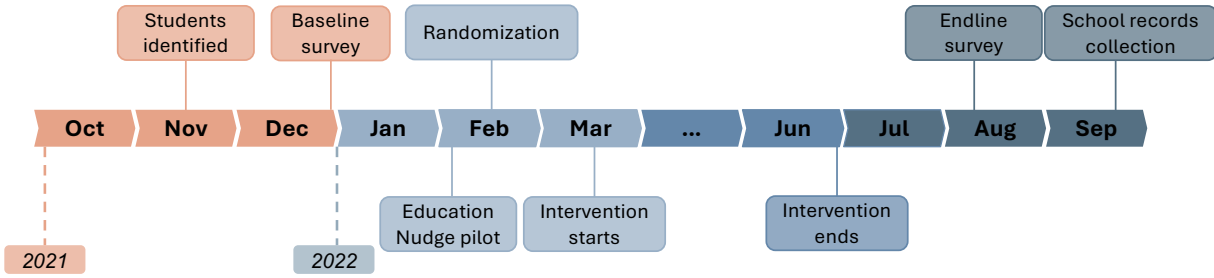 Students
identified
Baseline
survey
Randomization
Endline
survey
School records
collection
Oct
Nov
Dec
Jan
Feb
Mar
...
Jun
Jul
Aug
Sep
Education
Nudge pilot
Intervention
starts
Intervention
ends
2021
2022